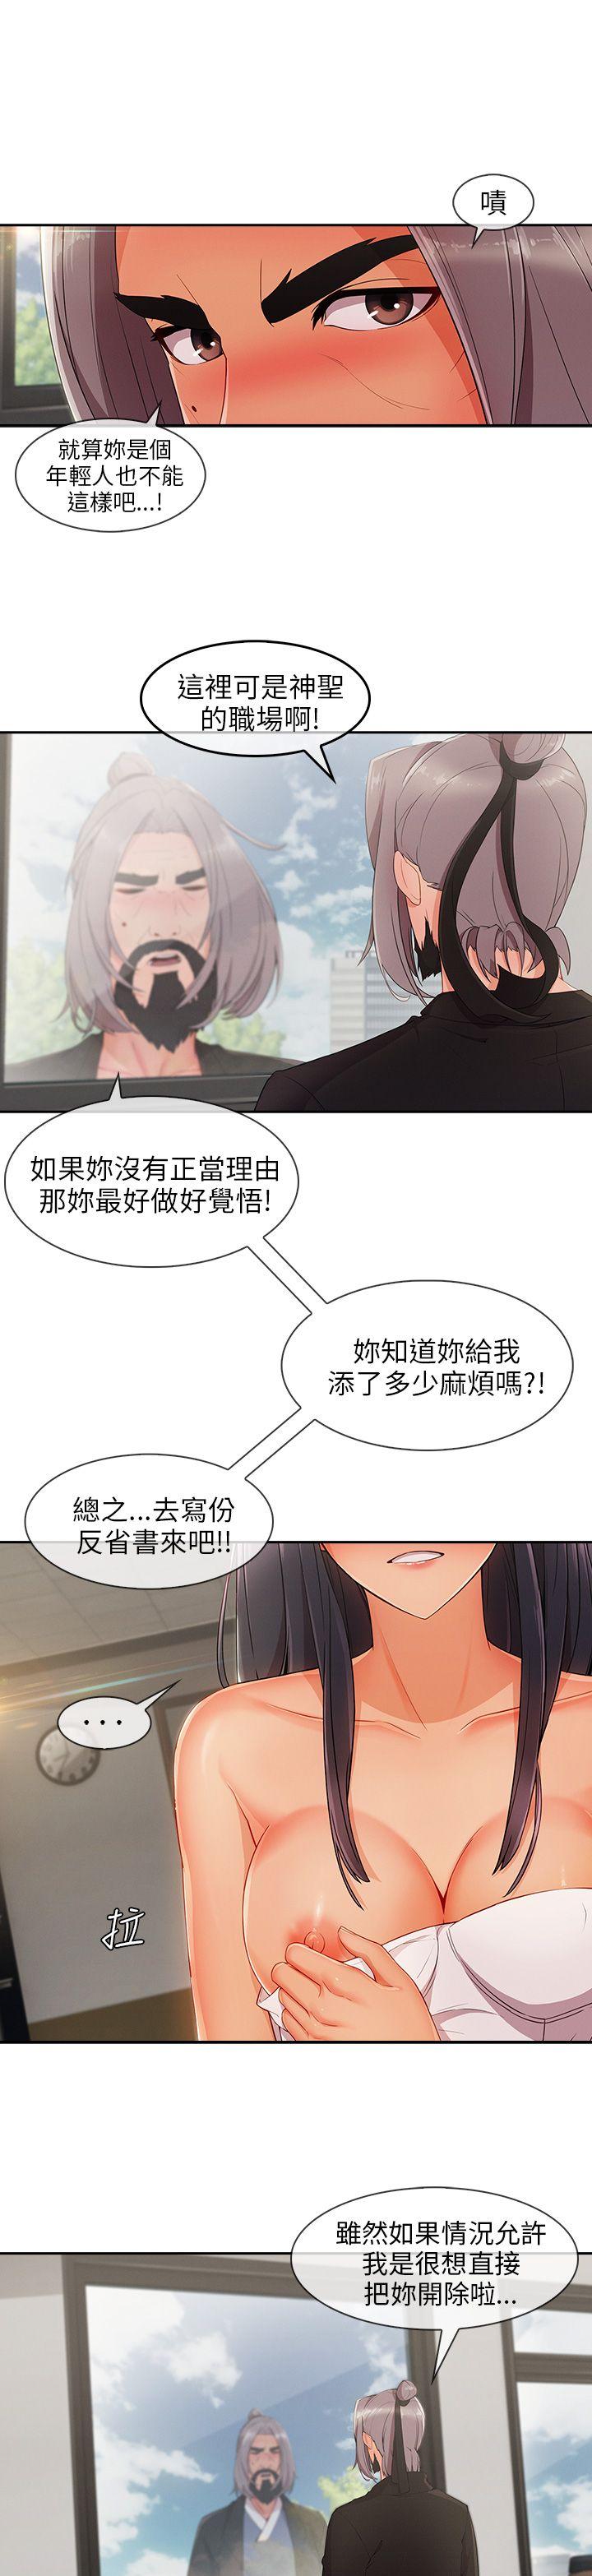 嘖
就算妳是個
年輕人也不能
這樣吧...!
這裡可是神聖
的職場啊!
如果妳沒有正當理由
那妳最好做好覺悟!
妳知道妳給我
添了多少麻煩嗎?!
總之...去寫份
反省書來吧!!
...
拉
雖然如果情況允許
我是很想直接
把妳開除啦...